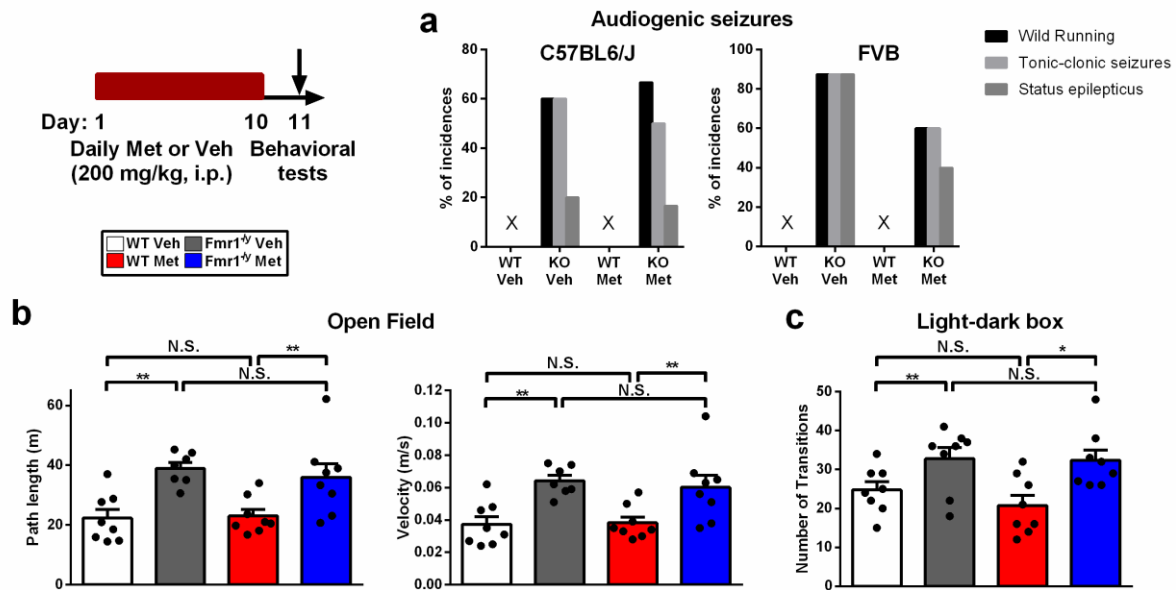 a
Audiogenic seizures
Day: 1 10 11
Daily Met or Veh Behavioral
(200 mg/kg, i.p.) tests
WT Veh Fmr1-/y Veh
WT Met Fmr1-/y Met
C57BL6/J
% of incidences
80
60
40
20
0
X X
WT KO WT KO
Veh Veh Met Met
FVB
% of incidences
100
80
60
40
20
0
X X
WT KO WT KO
Veh Veh Met Met
Wild Running
Tonic-clonic seizures
Status epilepticus
b
Open Field
N.S.
**
** N.S.
Path length (m)
60
40
20
0
N.S.
**
** N.S.
Velocity (m/s)
0.12
0.10
0.08
0.06
0.04
0.02
0.00
c
Light-dark box
N.S.
*
** N.S.
Number of Transitions
50
40
30
20
10
0